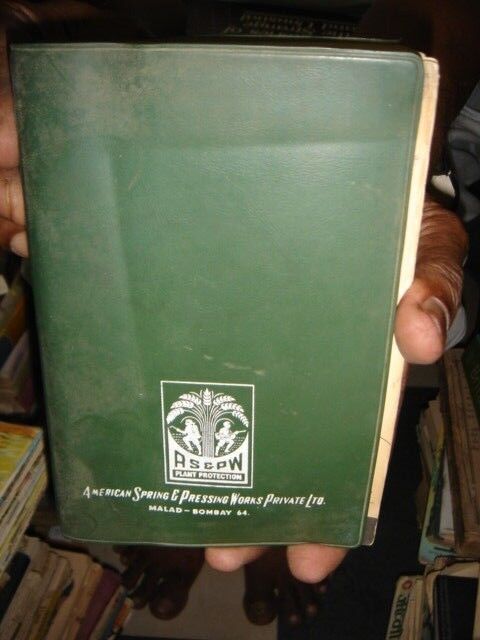 AS&PW
PLANT PROTECTION
AMERICAN SPRING & PRESSING WORKS PRIVATE LTD.
MALAD - BOMBAY 64.